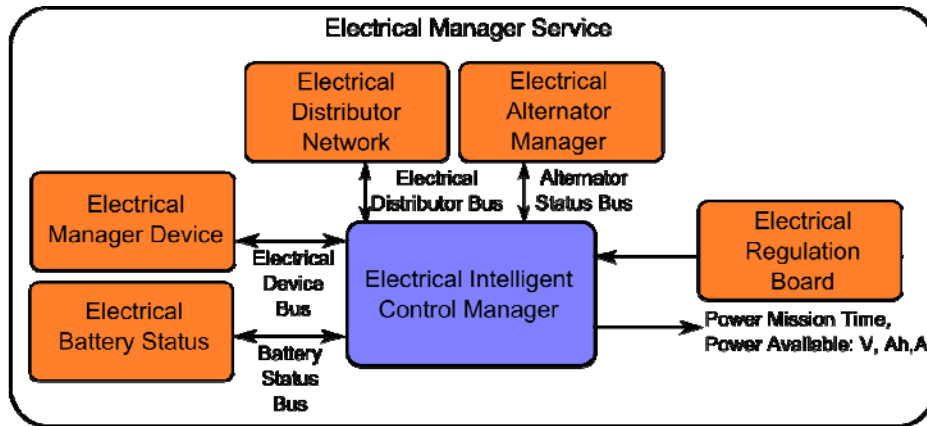 Electrical Manager Service
Electrical
Distributor
Network
Electrical
Alternator
Manager
Electrical
Distributor Bus
Alternator
Status Bus
Electrical
Manager Device
Electrical
Device
Bus
Electrical
Battery Status
Battery
Status
Bus
Electrical Intelligent
Control Manager
Electrical
Regulation
Board
Power Mission Time,
Power Available: V, Ah,A